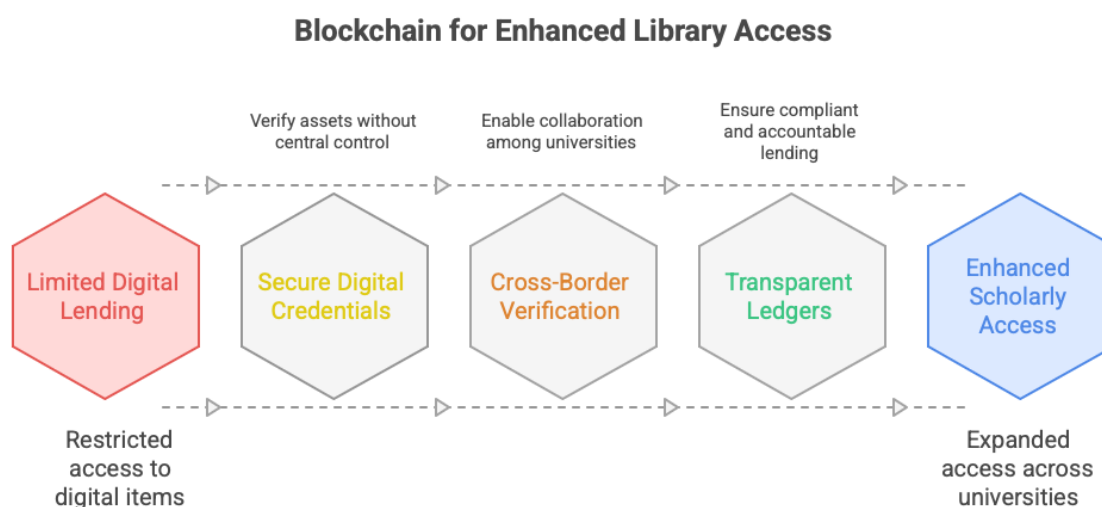 Blockchain for Enhanced Library Access
Verify assets without
central control
Enable collaboration
among universities
Ensure compliant
and accountable
lending
Limited Digital
Lending
Secure Digital
Credentials
Cross-Border
Verification
Transparent
Ledgers
Enhanced
Scholarly
Access
Restricted
access to
digital items
Expanded
access across
universities